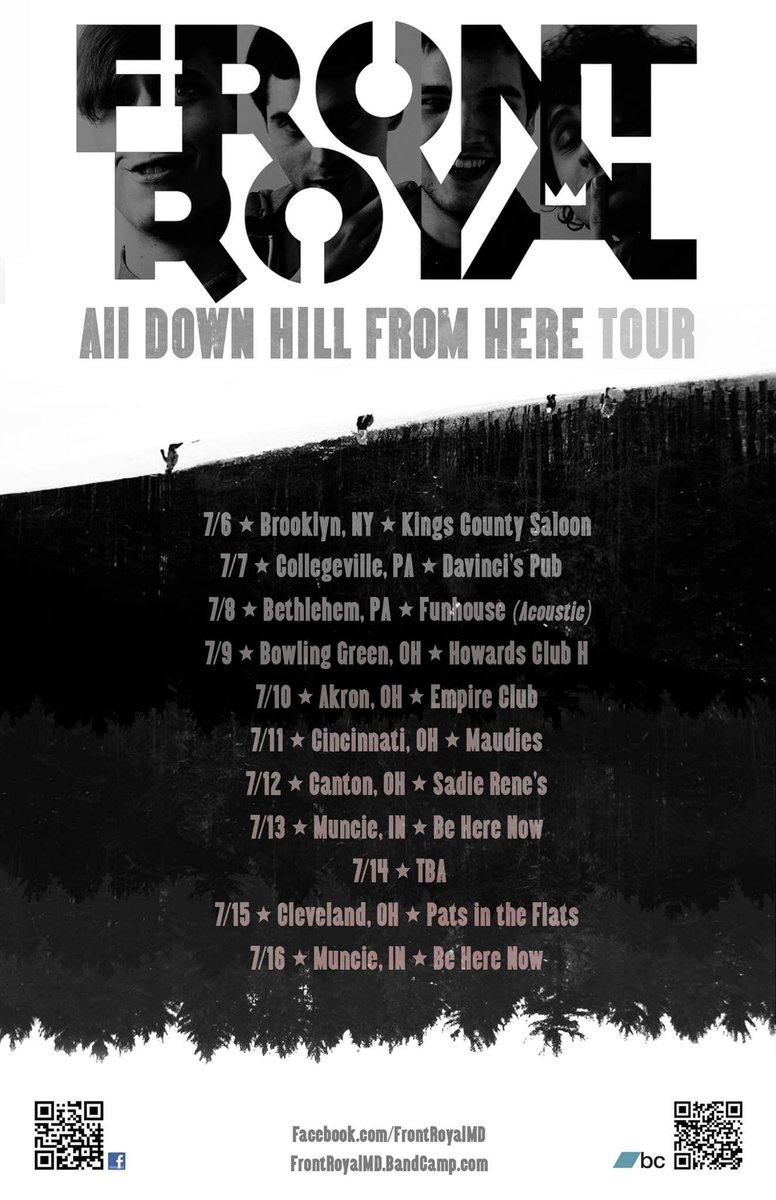 FRONT
ROYAL
All DOWN HILL FROM HERE TOUR
7/6 ★ Brooklyn, NY ★ Kings County Saloon
7/7 ★ Collegeville, PA ★ Davinci's Pub
7/8 ★ Bethlehem, PA ★ Funhouse (Acoustic)
7/9 ★ Bowling Green, OH ★ Howards Club H
7/10 ★ Akron, OH ★ Empire Club
7/11 ★ Cincinnati, OH ★ Maudies
7/12 ★ Canton, OH ★ Sadie Rene's
7/13 ★ Muncie, IN ★ Be Here Now
7/14 ★ TBA
7/15 ★ Cleveland, OH ★ Pats in the Flats
7/16 ★ Muncie, IN ★ Be Here Now
f
Facebook.com/FrontRoyalMD
FrontRoyalMD.BandCamp.com
bc